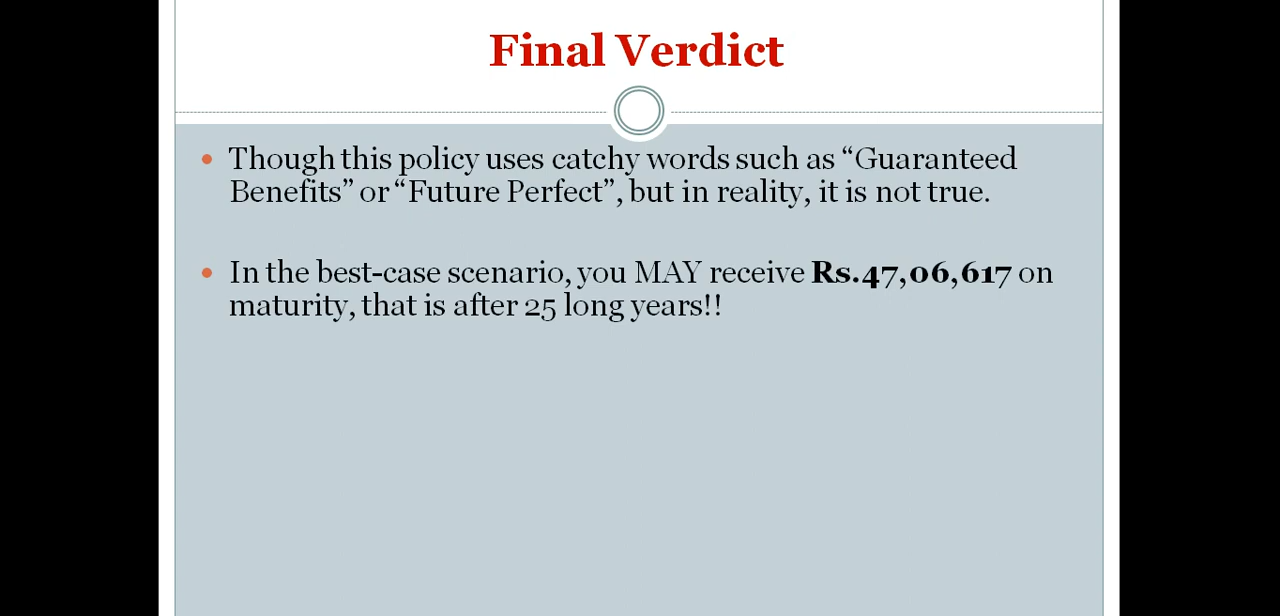 Final Verdict
Though this policy uses catchy words such as “Guaranteed
Benefits” or “Future Perfect”, but in reality, it is not true.
In the best-case scenario, you MAY receive Rs.47,06,617 on
maturity, that is after 25 long years!!